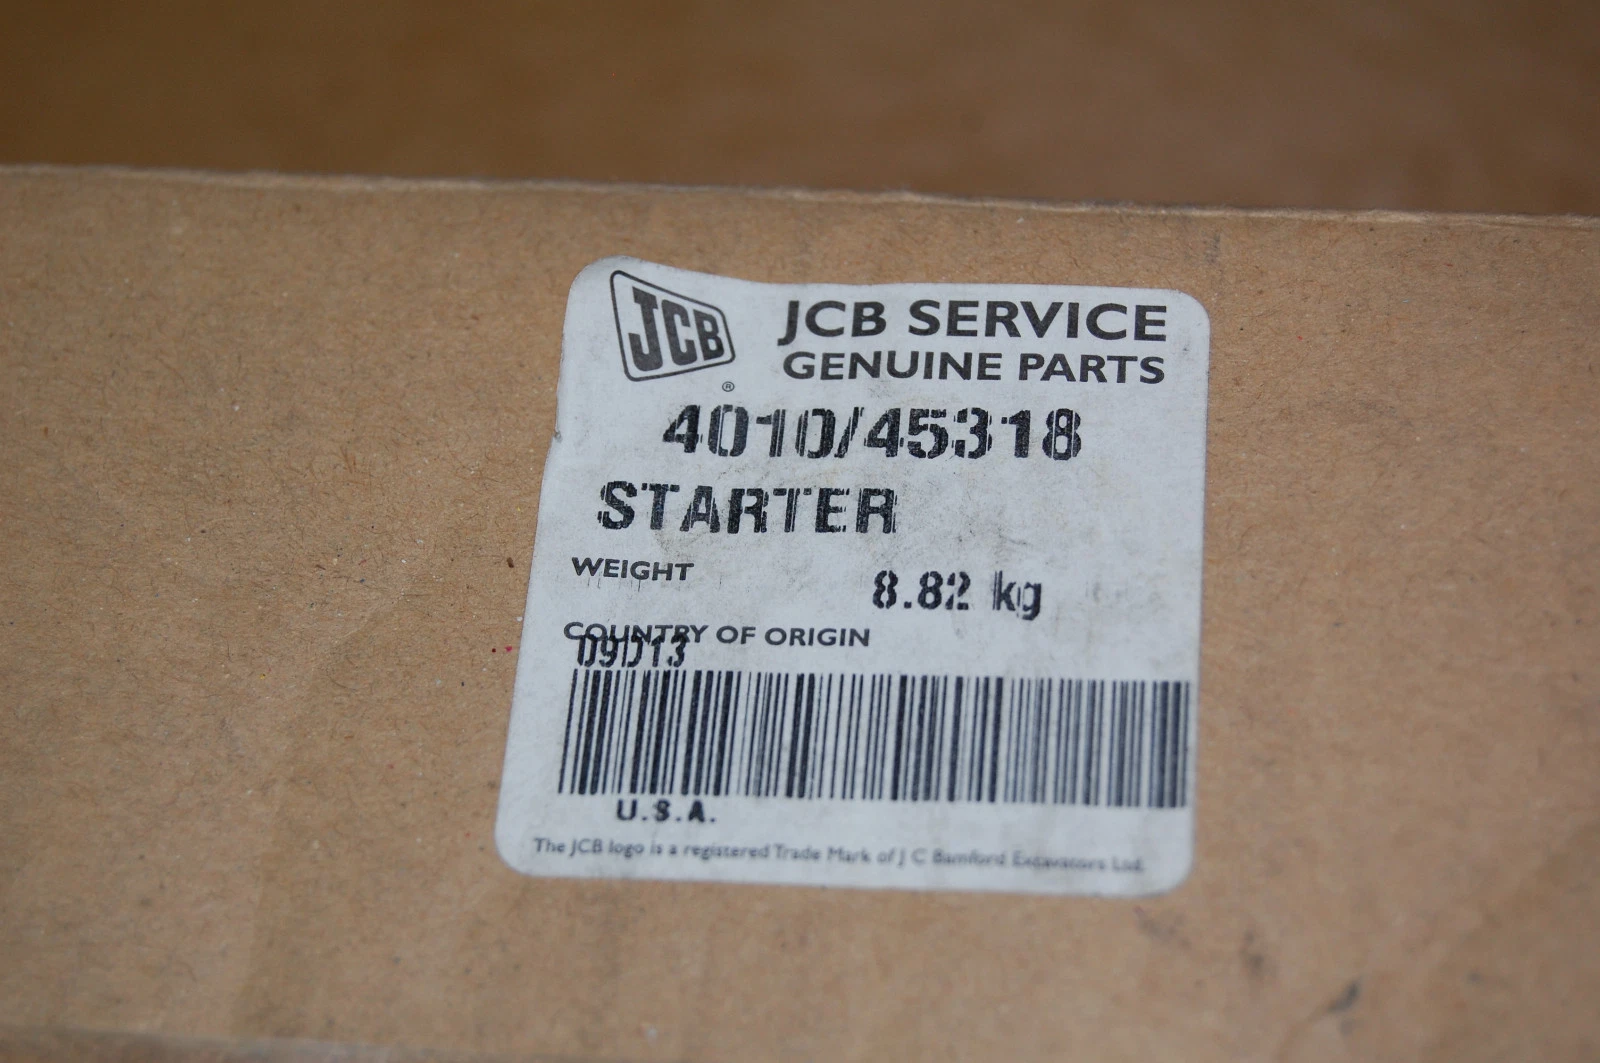 JCB
®
JCB SERVICE
GENUINE PARTS
4010/45318
STARTER
WEIGHT 8.82 kg
COUNTRY OF ORIGIN
D9D13
U.S.A.
The JCB logo is a registered Trade Mark of J C Bamford Excavators Ltd.